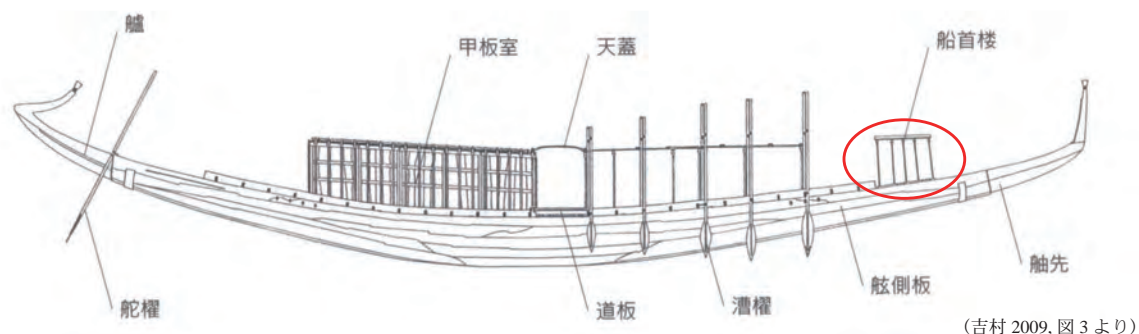 艫
甲板室
天蓋
船首楼
舵櫂
道板
漕櫂
舷側板
舳先
(吉村 2009, 図 3 より)